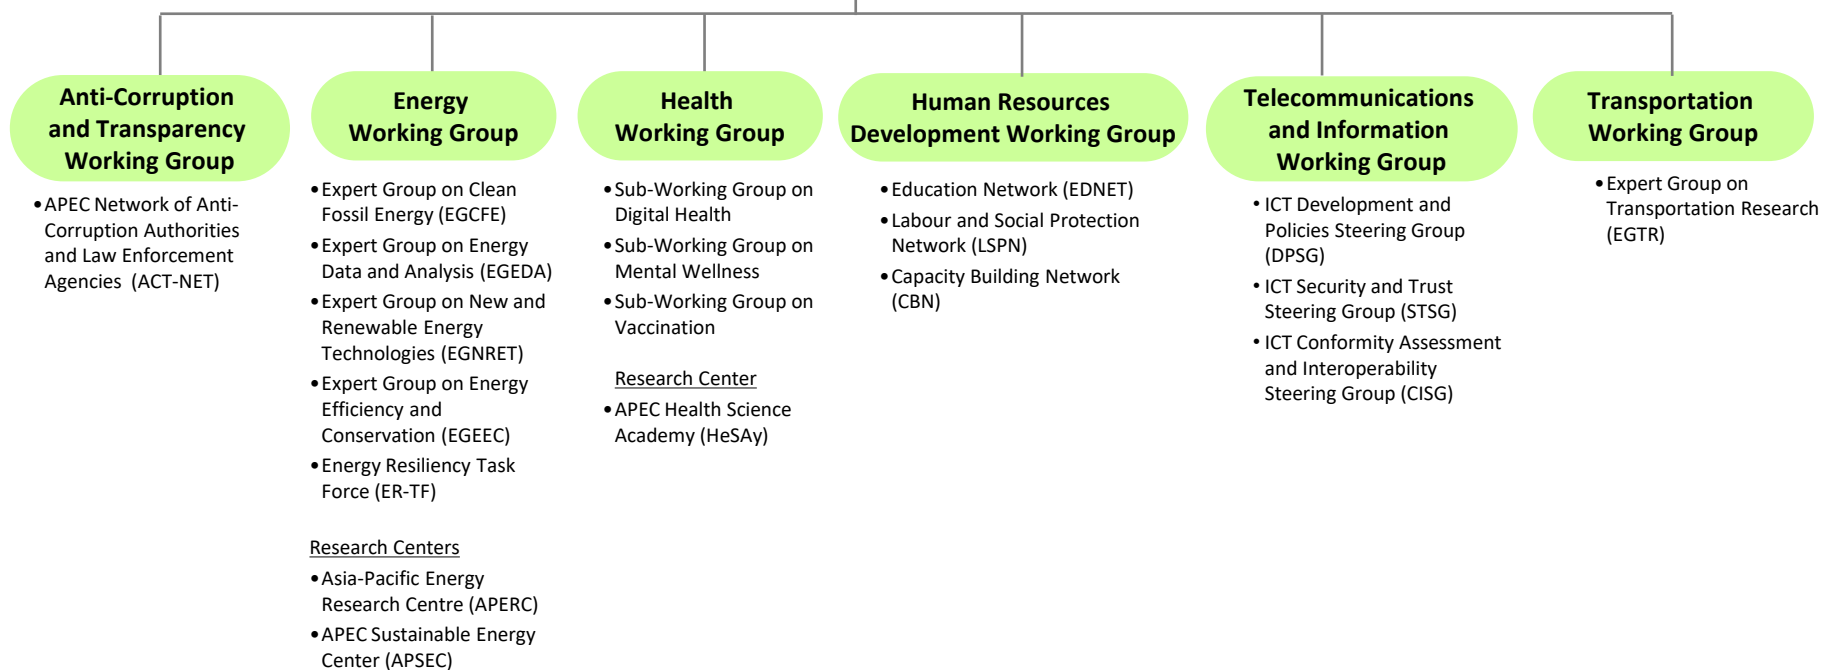 Anti-Corruption
and Transparency
Working Group
•APEC Network of Anti-
Corruption Authorities
and Law Enforcement
Agencies (ACT-NET)
Energy
Working Group
•Expert Group on Clean
Fossil Energy (EGCFE)
•Expert Group on Energy
Data and Analysis (EGEDA)
•Expert Group on New and
Renewable Energy
Technologies (EGNRET)
•Expert Group on Energy
Efficiency and
Conservation (EGEEC)
•Energy Resiliency Task
Force (ER-TF)
Research Centers
•Asia-Pacific Energy
Research Centre (APERC)
•APEC Sustainable Energy
Center (APSEC)
Health
Working Group
•Sub-Working Group on
Digital Health
•Sub-Working Group on
Mental Wellness
•Sub-Working Group on
Vaccination
Research Center
•APEC Health Science
Academy (HeSAy)
Human Resources
Development Working Group
•Education Network (EDNET)
•Labour and Social Protection
Network (LSPN)
•Capacity Building Network
(CBN)
Telecommunications
and Information
Working Group
• ICT Development and
Policies Steering Group
(DPSG)
• ICT Security and Trust
Steering Group (STSG)
• ICT Conformity Assessment
and Interoperability
Steering Group (CISG)
Transportation
Working Group
•Expert Group on
Transportation Research
(EGTR)